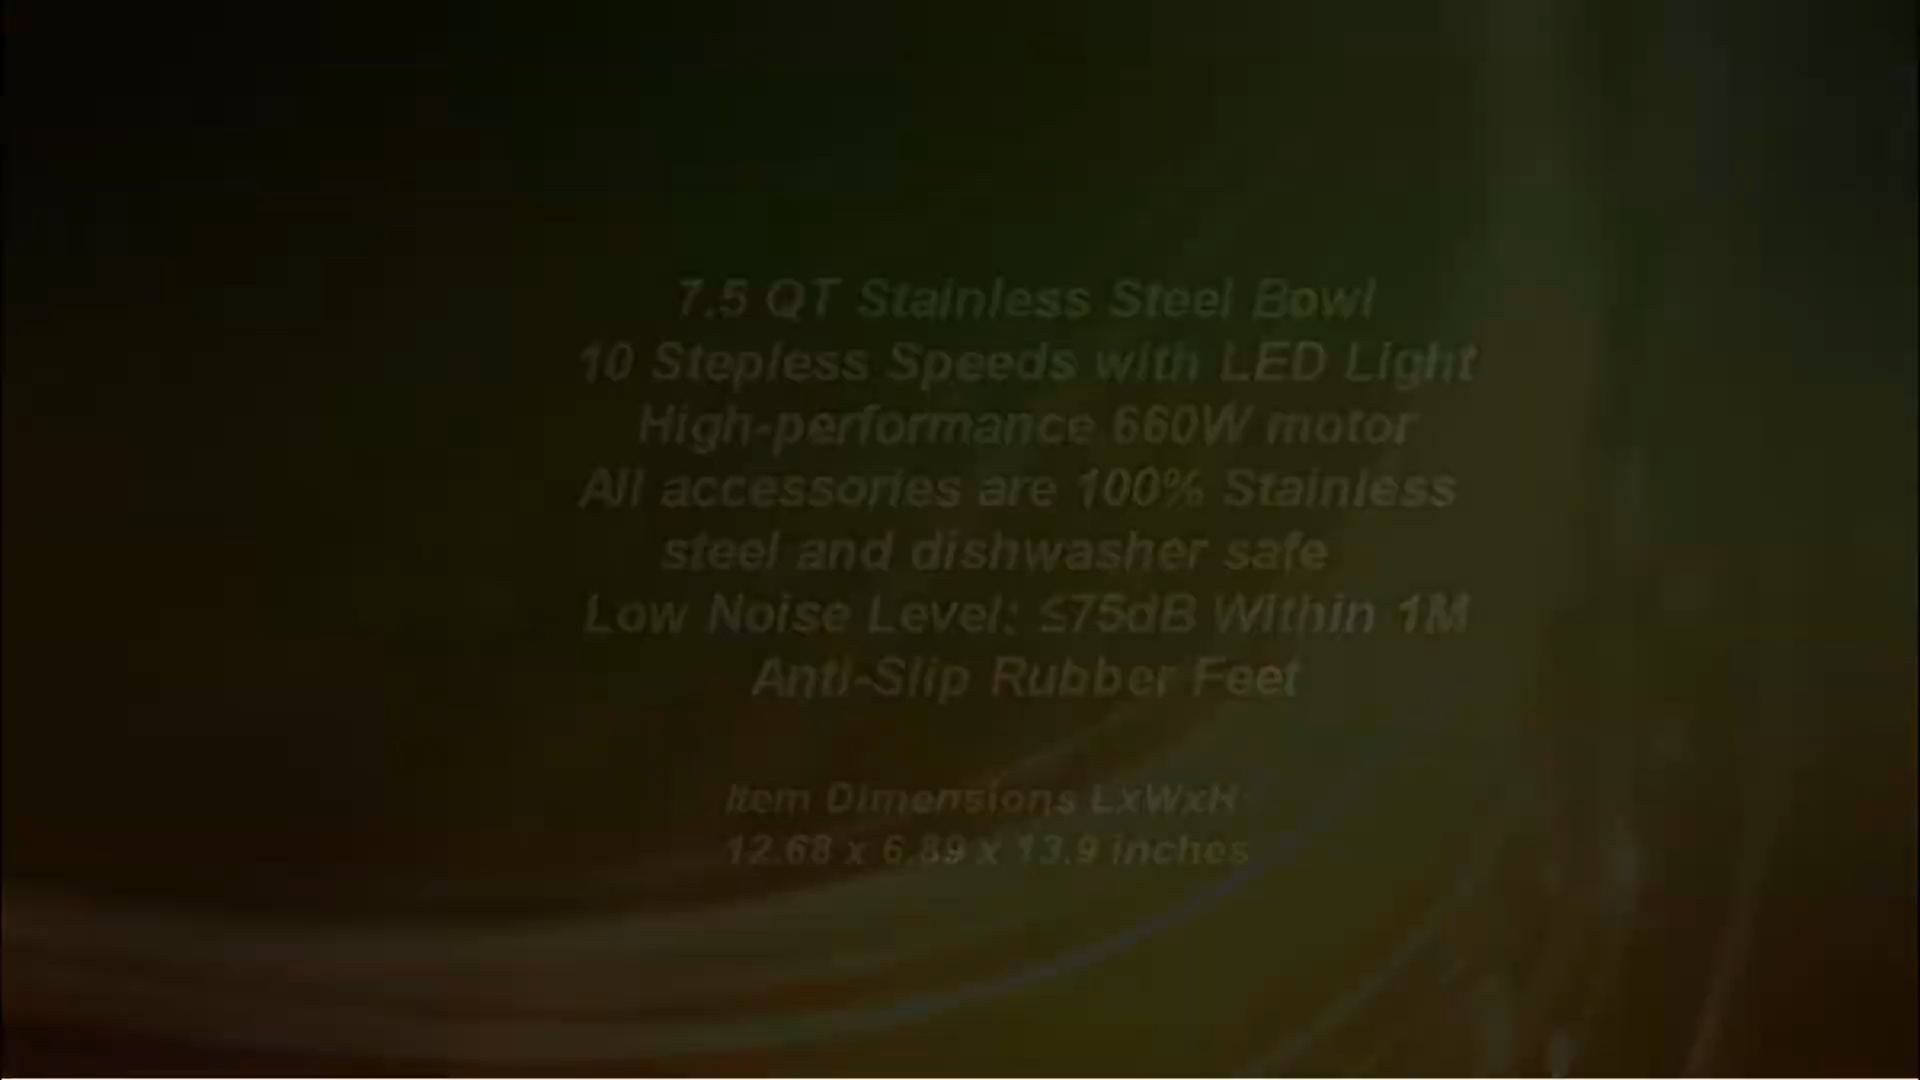 7.5 QT Stainless Steel Bowl
10 Stepless Speeds with LED Light
High-performance 660W motor
All accessories are 100% Stainless
steel and dishwasher safe
Low Noise Level: ≤75dB Within 1M
Anti-Slip Rubber Feet
Item Dimensions LxWxH
12.68 x 6.89 x 13.9 inches